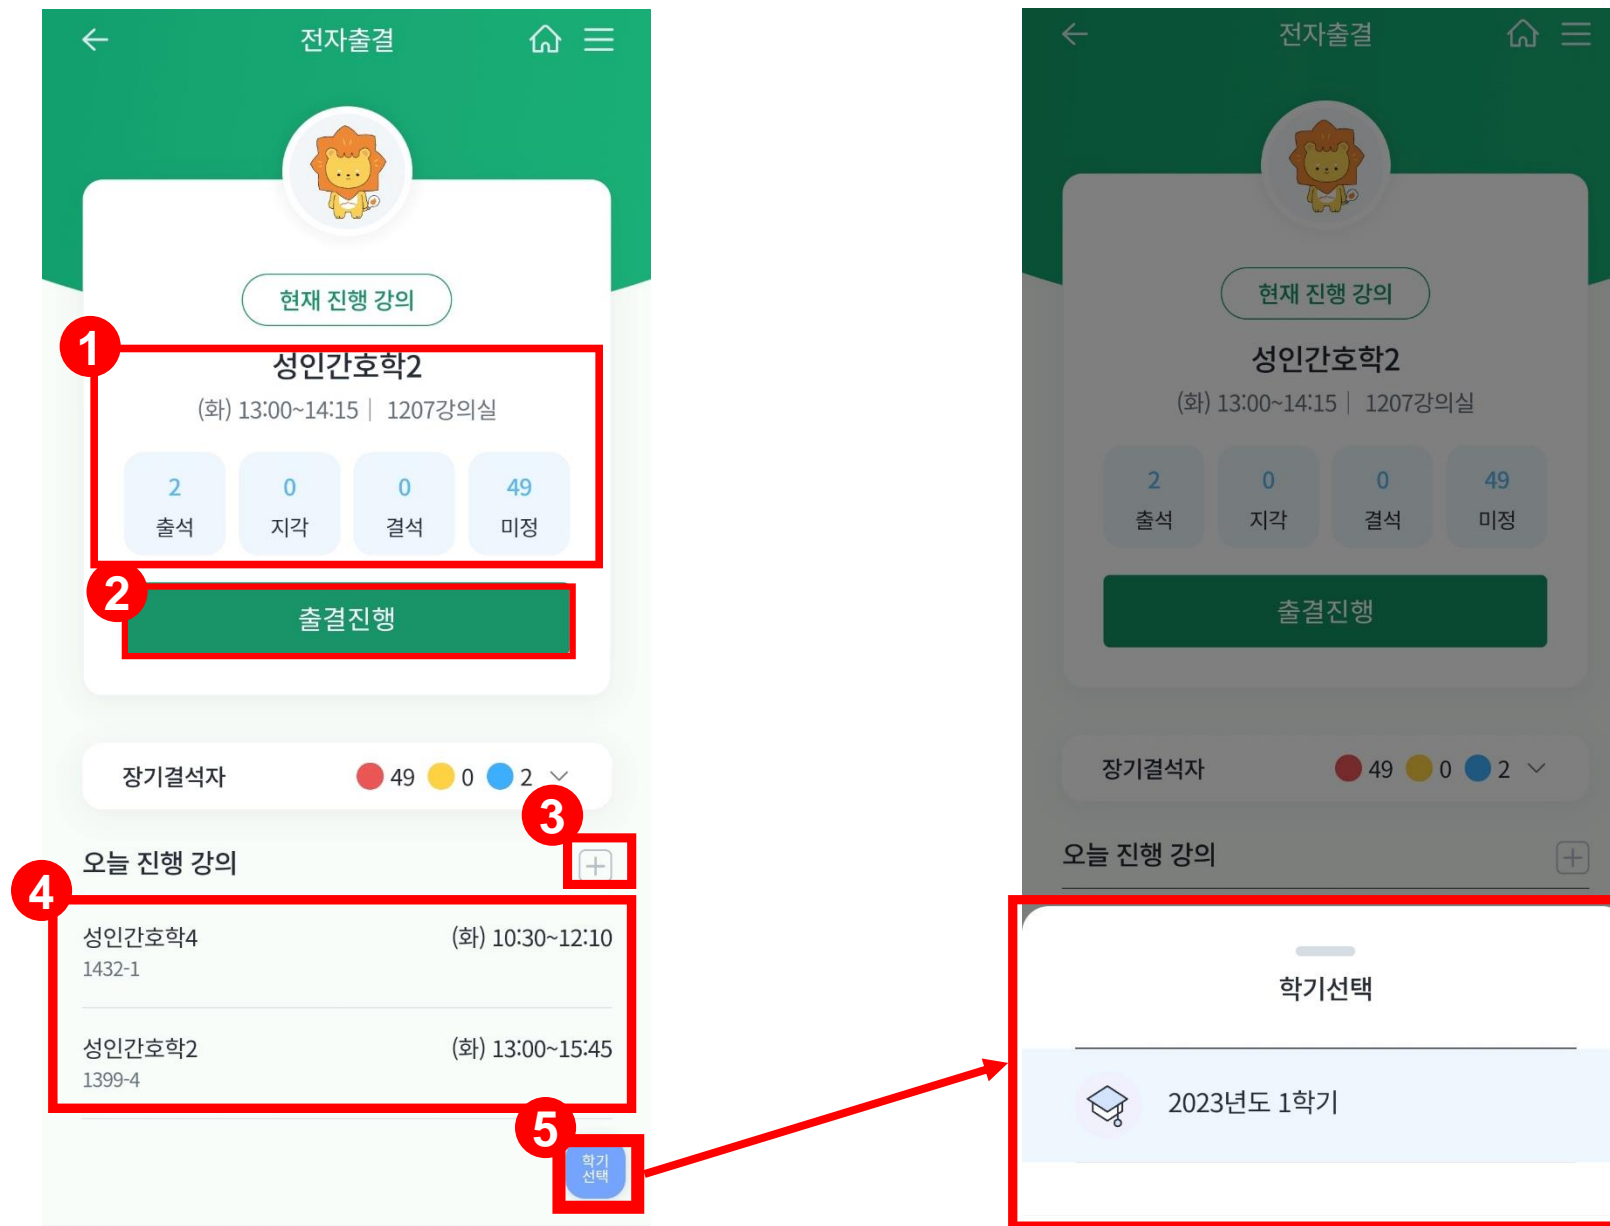 전자출결
현재 진행 강의
1
성인간호학2
(화) 13:00~14:15 | 1207강의실
2 0 0 49
출석 지각 결석 미정
2
출결진행
장기결석자 49 0 2
3
오늘 진행 강의
4
성인간호학4 (화) 10:30~12:10
1432-1
성인간호학2 (화) 13:00~15:45
1399-4
5
학기
선택
전자출결
현재 진행 강의
성인간호학2
(화) 13:00~14:15 | 1207강의실
2 0 0 49
출석 지각 결석 미정
출결진행
장기결석자 49 0 2
오늘 진행 강의
학기선택
2023년도 1학기